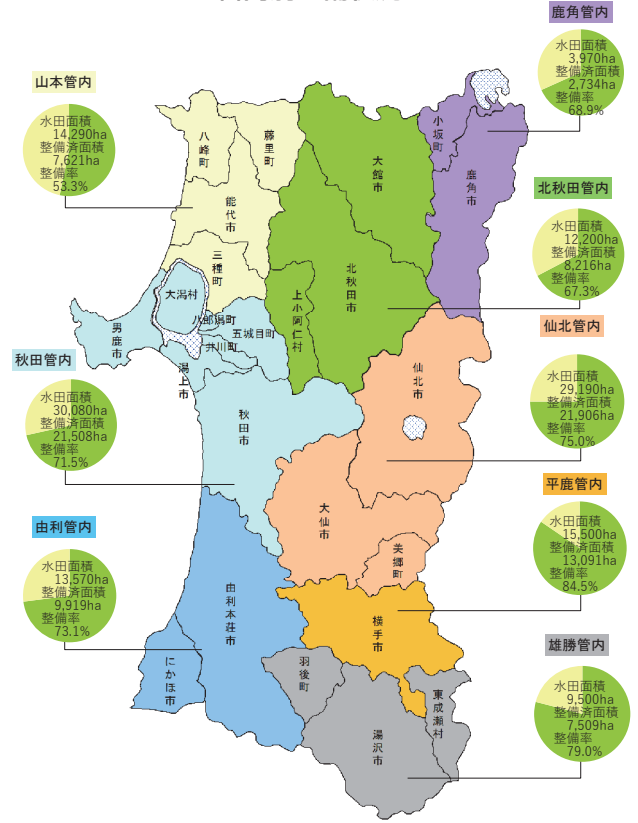 鹿角管内
水田面積
3,970ha
整備済面積
2,734ha
整備率
68.9%
山本管内
水田面積
14,290ha
整備済面積
7,621ha
整備率
53.3%
北秋田管内
水田面積
12,200ha
整備済面積
8,216ha
整備率
67.3%
仙北管内
水田面積
29,190ha
整備済面積
21,906ha
整備率
75.0%
秋田管内
水田面積
30,080ha
整備済面積
21,508ha
整備率
71.5%
平鹿管内
水田面積
15,500ha
整備済面積
13,091ha
整備率
84.5%
由利管内
水田面積
13,570ha
整備済面積
9,919ha
整備率
73.1%
雄勝管内
水田面積
9,500ha
整備済面積
7,509ha
整備率
79.0%
八峰町
藤里町
大館市
小坂町
鹿角市
能代市
三種町
北秋田市
上小阿仁村
大潟村
八郎潟町
五城目町
井川町
男鹿市
潟上市
秋田市
仙北市
大仙市
美郷町
由利本荘市
にかほ市
横手市
羽後町
東成瀬村
湯沢市